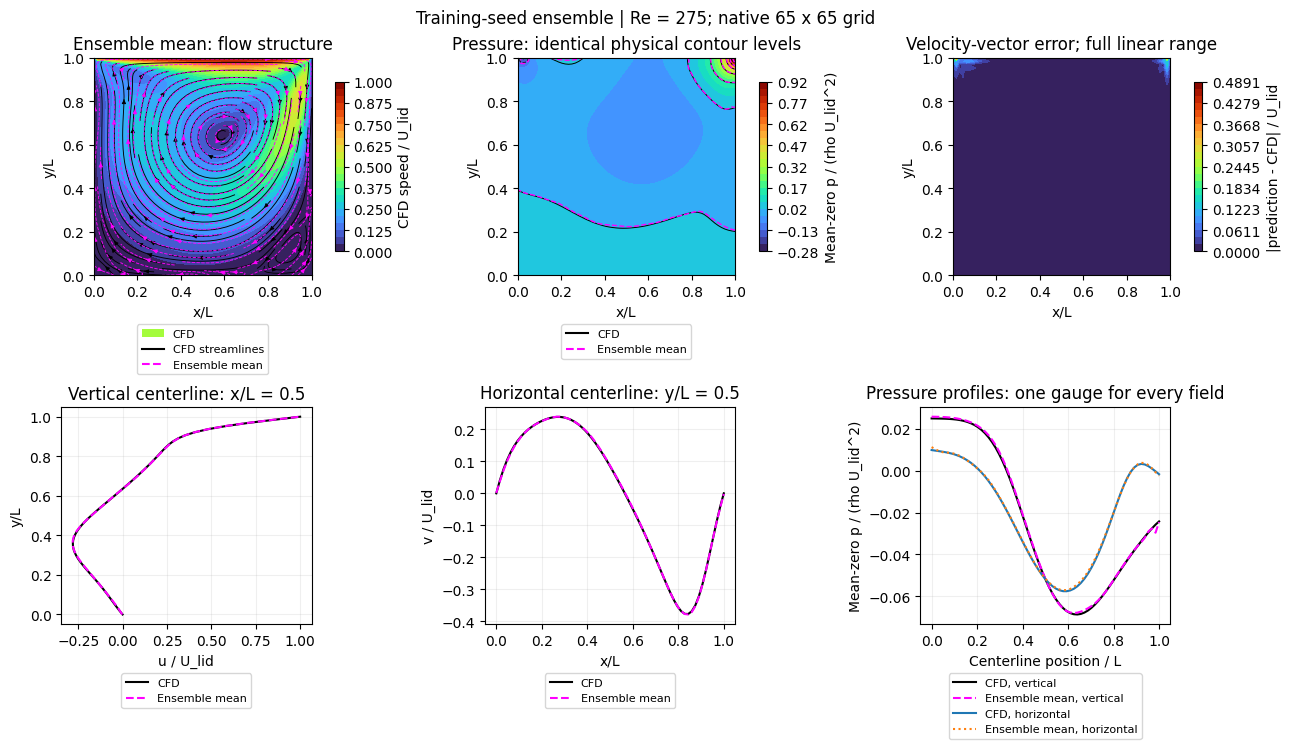 Training-seed ensemble | Re = 275; native 65 x 65 grid
Ensemble mean: flow structure
1.0
0.8
0.6
0.4
0.2
0.0
y/L
0.0 0.2 0.4 0.6 0.8 1.0
x/L
1.000
0.875
0.750
0.625
0.500
0.375
0.250
0.125
0.000
CFD speed / U_lid
CFD
CFD streamlines
Ensemble mean
Pressure: identical physical contour levels
1.0
0.8
0.6
0.4
0.2
0.0
y/L
0.0 0.2 0.4 0.6 0.8 1.0
x/L
0.92
0.77
0.62
0.47
0.32
0.17
0.02
−0.13
−0.28
Mean-zero p / (rho U_lid^2)
CFD
Ensemble mean
Velocity-vector error; full linear range
1.0
0.8
0.6
0.4
0.2
0.0
y/L
0.0 0.2 0.4 0.6 0.8 1.0
x/L
0.4891
0.4279
0.3668
0.3057
0.2445
0.1834
0.1223
0.0611
0.0000
|prediction - CFD| / U_lid
Vertical centerline: x/L = 0.5
1.0
0.8
0.6
0.4
0.2
0.0
y/L
−0.25 0.00 0.25 0.50 0.75 1.00
u / U_lid
CFD
Ensemble mean
Horizontal centerline: y/L = 0.5
0.2
0.1
0.0
−0.1
−0.2
−0.3
−0.4
v / U_lid
0.0 0.2 0.4 0.6 0.8 1.0
x/L
CFD
Ensemble mean
Pressure profiles: one gauge for every field
0.02
0.00
−0.02
−0.04
−0.06
Mean-zero p / (rho U_lid^2)
0.0 0.2 0.4 0.6 0.8 1.0
Centerline position / L
CFD, vertical
Ensemble mean, vertical
CFD, horizontal
Ensemble mean, horizontal